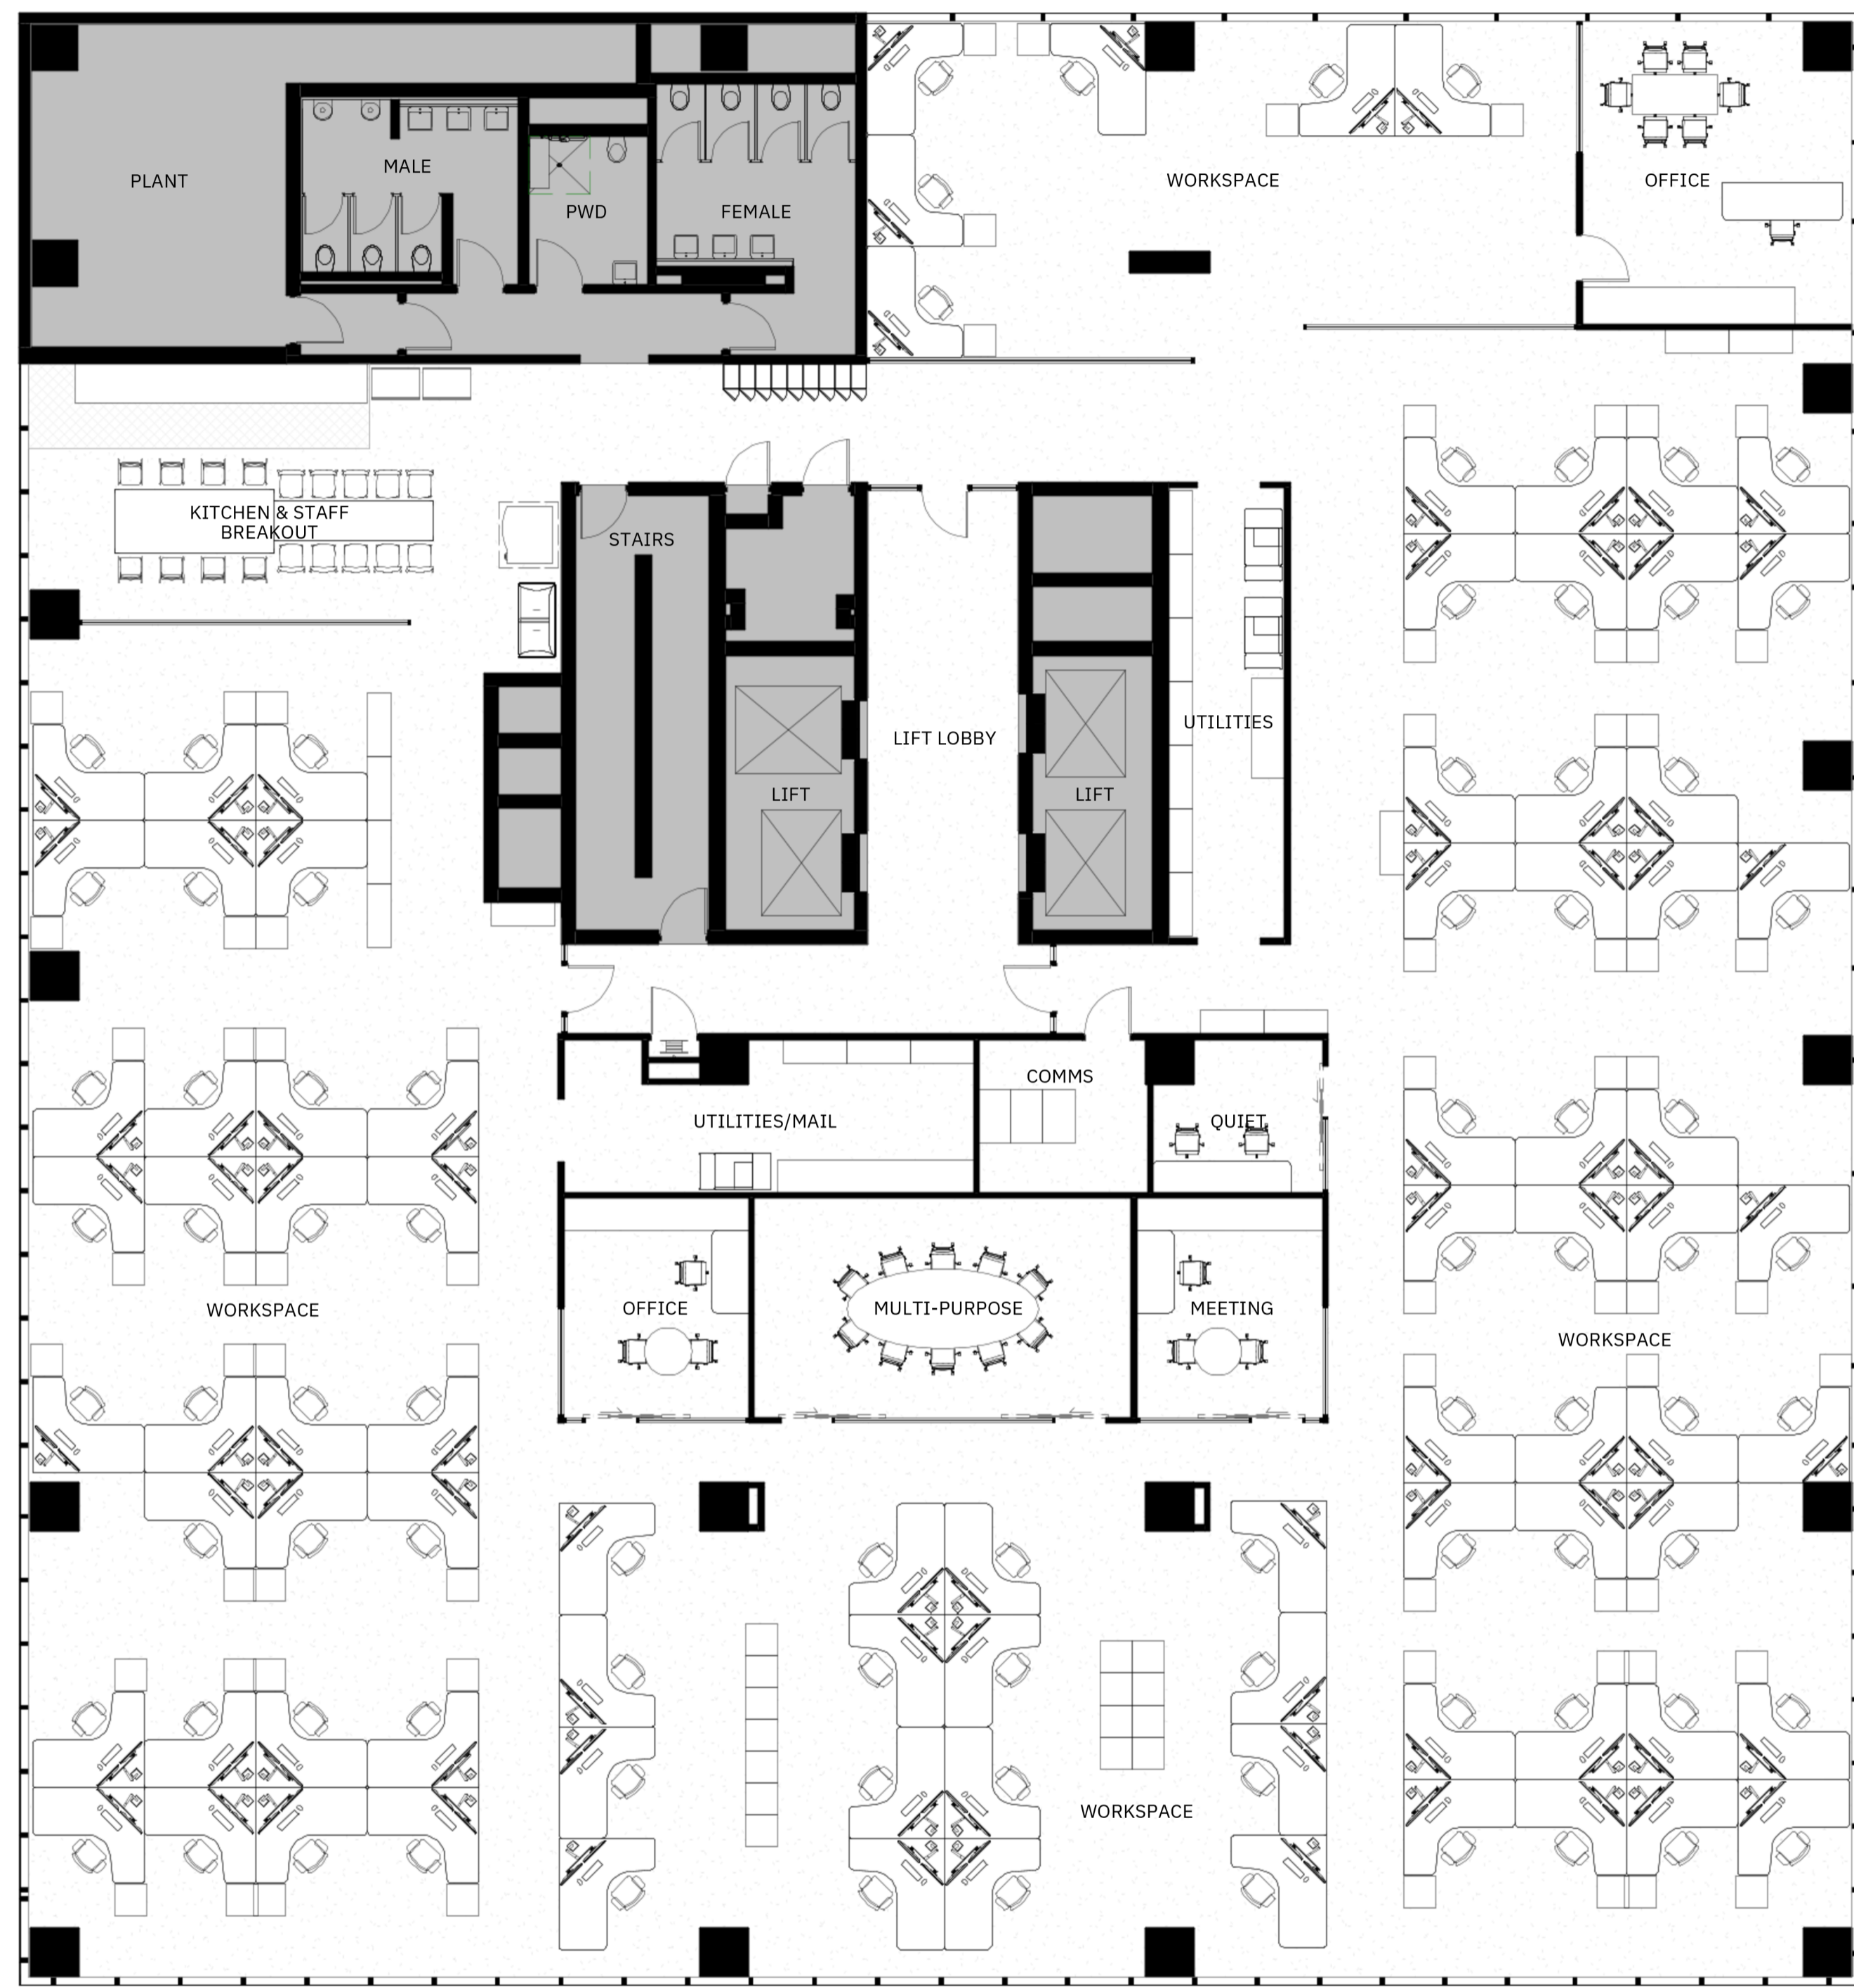 PLANT
MALE
PWD
FEMALE
WORKSPACE
OFFICE
KITCHEN & STAFF
BREAKOUT
STAIRS
LIFT LOBBY
UTILITIES
LIFT
LIFT
COMMS
UTILITIES/MAIL
QUIET
WORKSPACE
OFFICE
MULTI-PURPOSE
MEETING
WORKSPACE
WORKSPACE